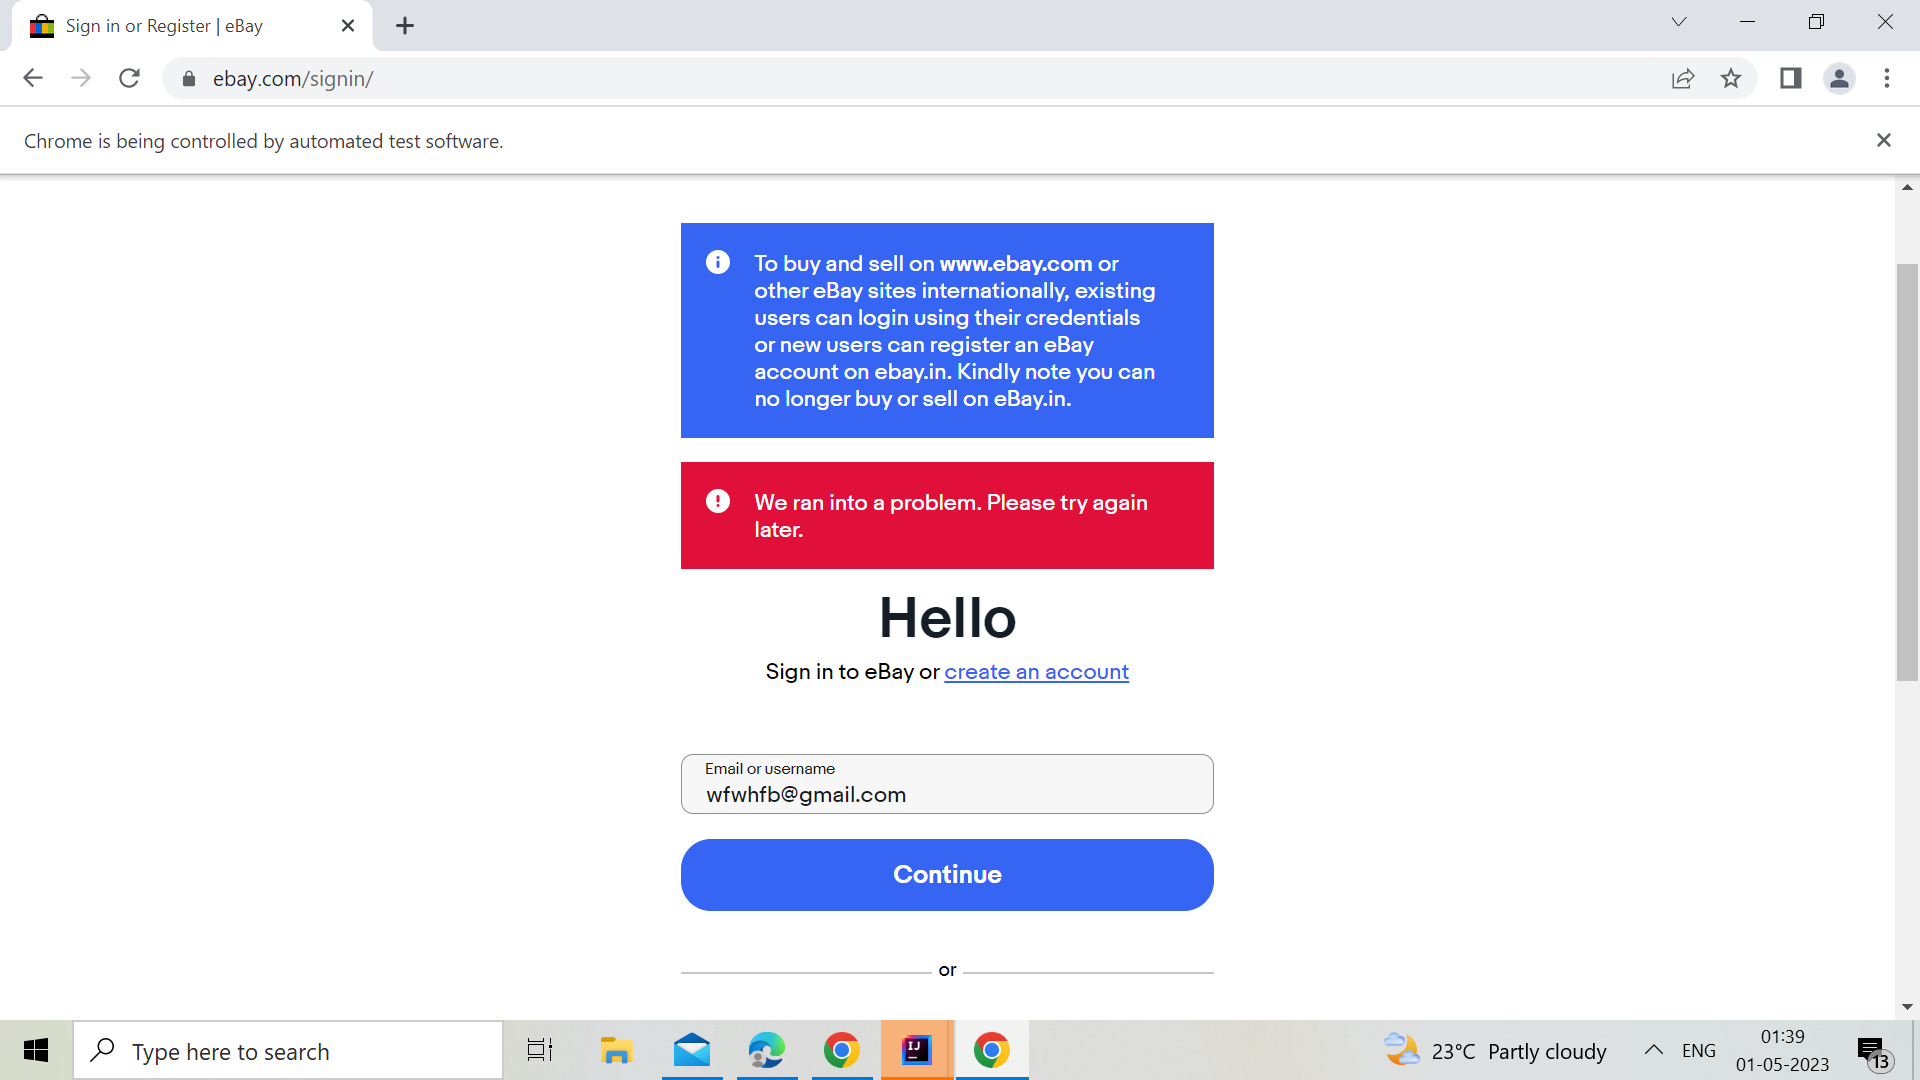 Sign in or Register | eBay
ebay.com/signin/
Chrome is being controlled by automated test software.
To buy and sell on www.ebay.com or
other eBay sites internationally, existing
users can login using their credentials
or new users can register an eBay
account on ebay.in. Kindly note you can
no longer buy or sell on eBay.in.
We ran into a problem. Please try again
later.
Hello
Sign in to eBay or create an account
Email or username
wfwhfb@gmail.com
Continue
or
Type here to search
IJ
23°C Partly cloudy
ENG
01:39
01-05-2023
13